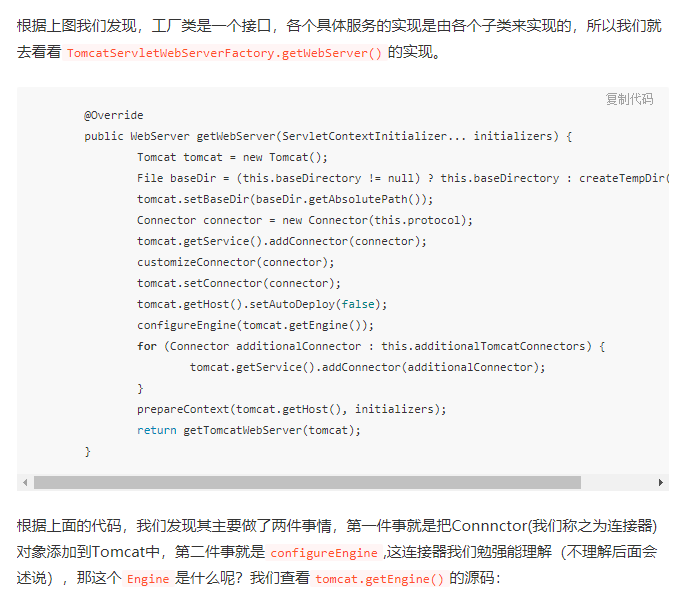 根据上图我们发现，工厂类是一个接口，各个具体服务的实现是由各个子类来实现的，所以我们就
去看看 TomcatServletWebServerFactory.getWebServer() 的实现。
复制代码
@Override
public WebServer getWebServer(ServletContextInitializer... initializers) {
Tomcat tomcat = new Tomcat();
File baseDir = (this.baseDirectory != null) ? this.baseDirectory : createTempDir(
tomcat.setBaseDir(baseDir.getAbsolutePath());
Connector connector = new Connector(this.protocol);
tomcat.getService().addConnector(connector);
customizeConnector(connector);
tomcat.setConnector(connector);
tomcat.getHost().setAutoDeploy(false);
configureEngine(tomcat.getEngine());
for (Connector additionalConnector : this.additionalTomcatConnectors) {
tomcat.getService().addConnector(additionalConnector);
}
prepareContext(tomcat.getHost(), initializers);
return getTomcatWebServer(tomcat);
}
根据上面的代码，我们发现其主要做了两件事情，第一件事就是把Connnctor(我们称之为连接器)
对象添加到Tomcat中，第二件事就是 configureEngine ,这连接器我们勉强能理解（不理解后面会
述说），那这个 Engine 是什么呢？我们查看 tomcat.getEngine() 的源码：